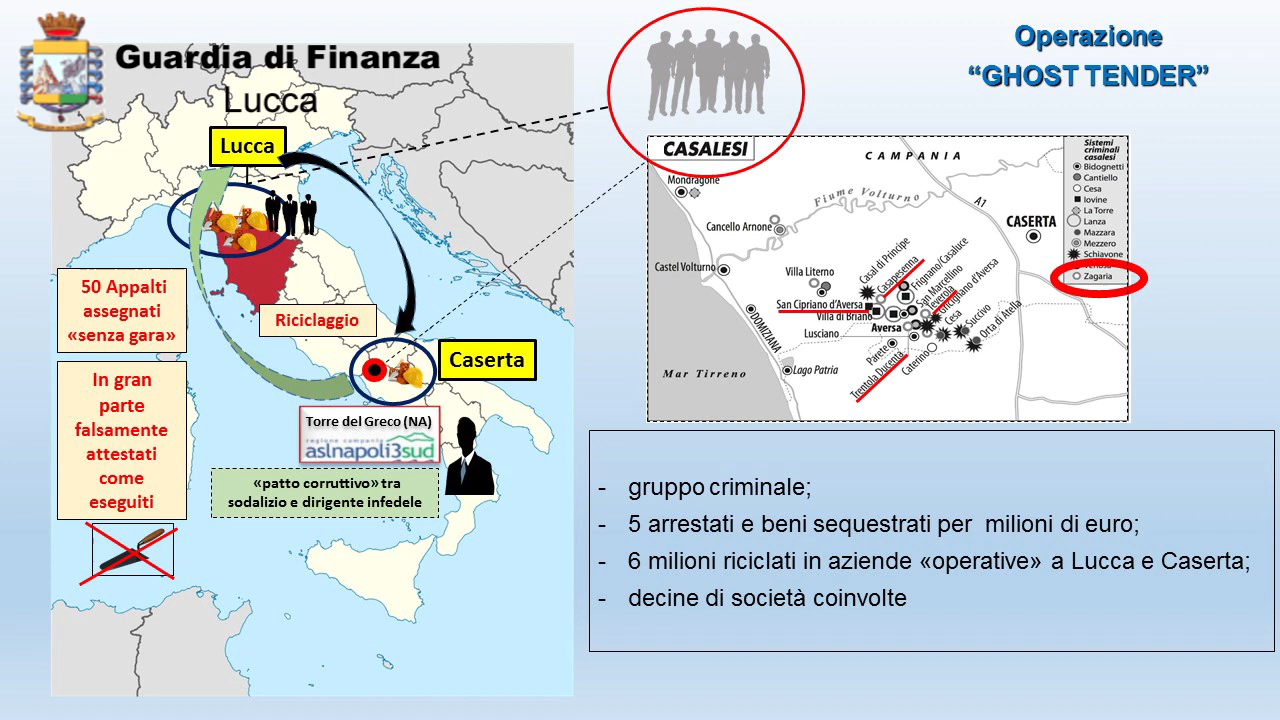 Guardia di Finanza
Lucca
Operazione
“GHOST TENDER”
Lucca
50 Appalti
assegnati
«senza gara»
Riciclaggio
In gran
parte
falsamente
attestati
come
eseguiti
Caserta
Torre del Greco (NA)
regione campania
aslnapoli3sud
«patto corruttivo» tra
sodalizio e dirigente infedele
CASALESI
CAMPANIA
Mondragone
Fiume Volturno
A1
Cancello Arnone
CASERTA
Castel Volturno
Villa Literno
Casal di Principe
Casapesenna
Frignano/Casaluce
San Marcellino
San Cipriano d'Aversa
Villa di Briano
DOMIZIANA
Lusciano
Aversa
Cesa
Succivo
Orta di Atella
Parete
Trentola Ducenta
Lago Patria
Mar Tirreno
Sistemi
criminali
casalesi
Bidognetti
Cantiello
Cesa
Iovine
La Torre
Lanza
Mazzara
Mezzero
Schiavone
Zagaria
- gruppo criminale;
- 5 arrestati e beni sequestrati per milioni di euro;
- 6 milioni riciclati in aziende «operative» a Lucca e Caserta;
- decine di società coinvolte